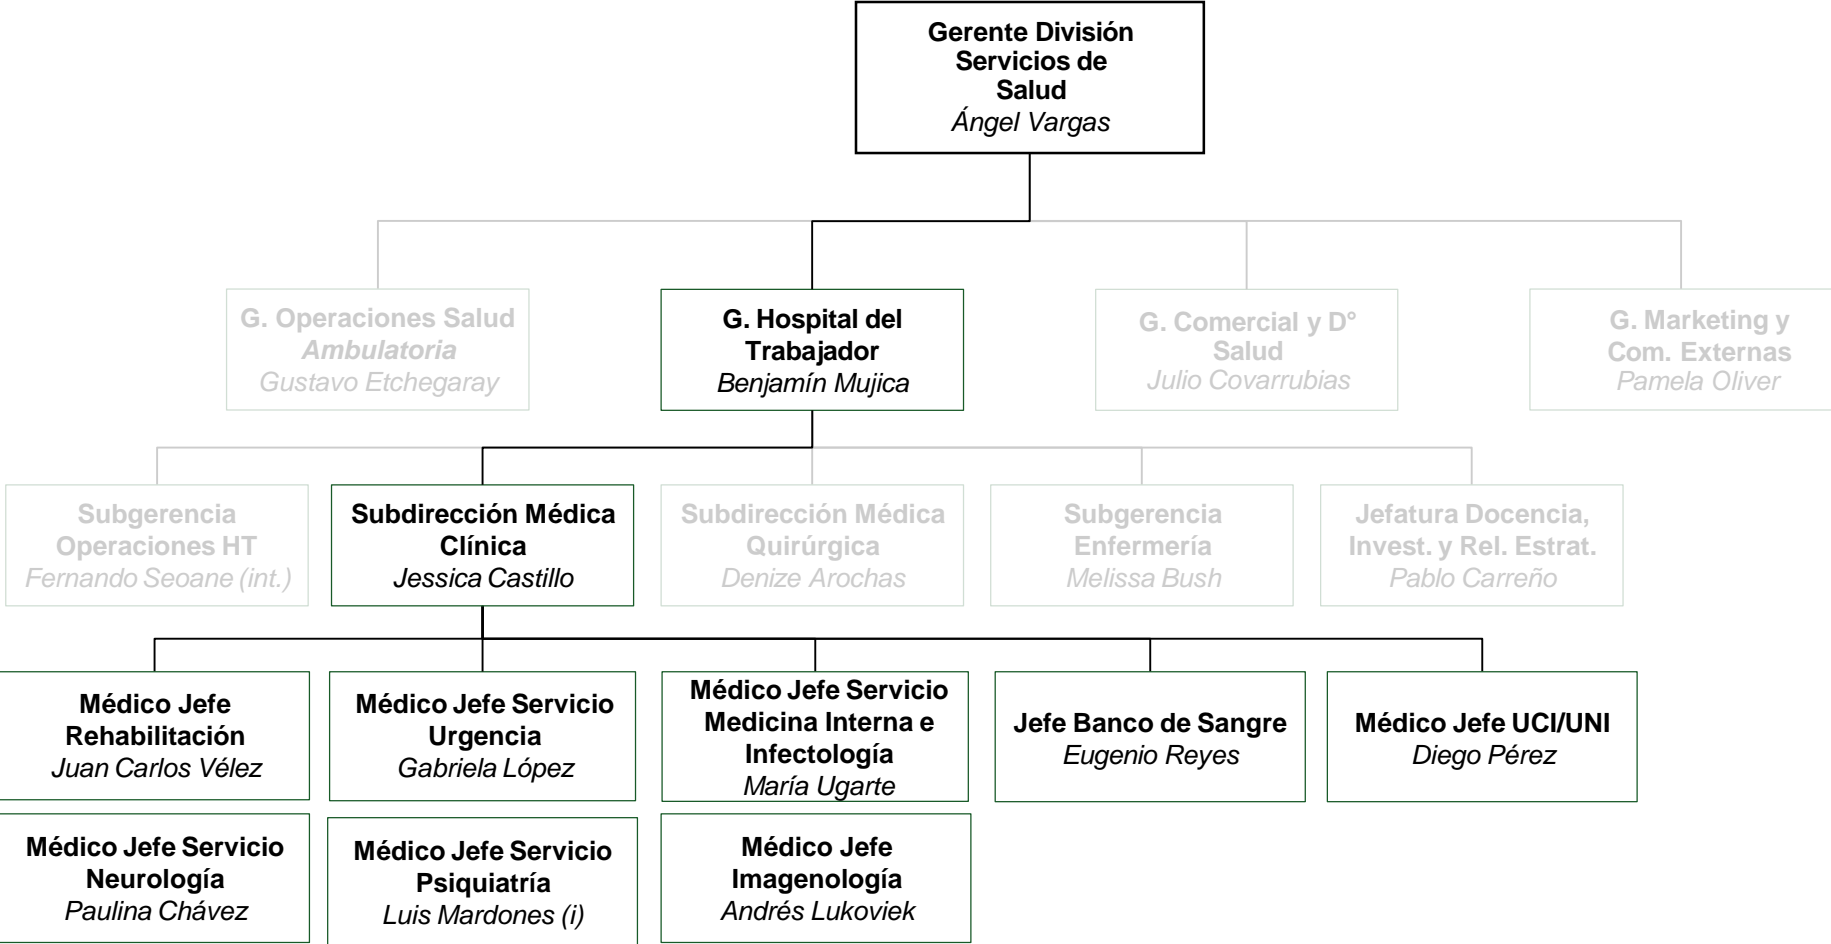 Gerente División
Servicios de
Salud
Ángel Vargas
G. Operaciones Salud
Ambulatoria
Gustavo Etchegaray
G. Hospital del
Trabajador
Benjamín Mujica
G. Comercial y D°
Salud
Julio Covarrubias
G. Marketing y
Com. Externas
Pamela Oliver
Subgerencia
Operaciones HT
Fernando Seoane (int.)
Subdirección Médica
Clínica
Jessica Castillo
Subdirección Médica
Quirúrgica
Denize Arochas
Subgerencia
Enfermería
Melissa Bush
Jefatura Docencia,
Invest. y Rel. Estrat.
Pablo Carreño
Médico Jefe
Rehabilitación
Juan Carlos Vélez
Médico Jefe Servicio
Urgencia
Gabriela López
Médico Jefe Servicio
Medicina Interna e
Infectología
María Ugarte
Jefe Banco de Sangre
Eugenio Reyes
Médico Jefe UCI/UNI
Diego Pérez
Médico Jefe Servicio
Neurología
Paulina Chávez
Médico Jefe Servicio
Psiquiatría
Luis Mardones (i)
Médico Jefe
Imagenología
Andrés Lukoviek